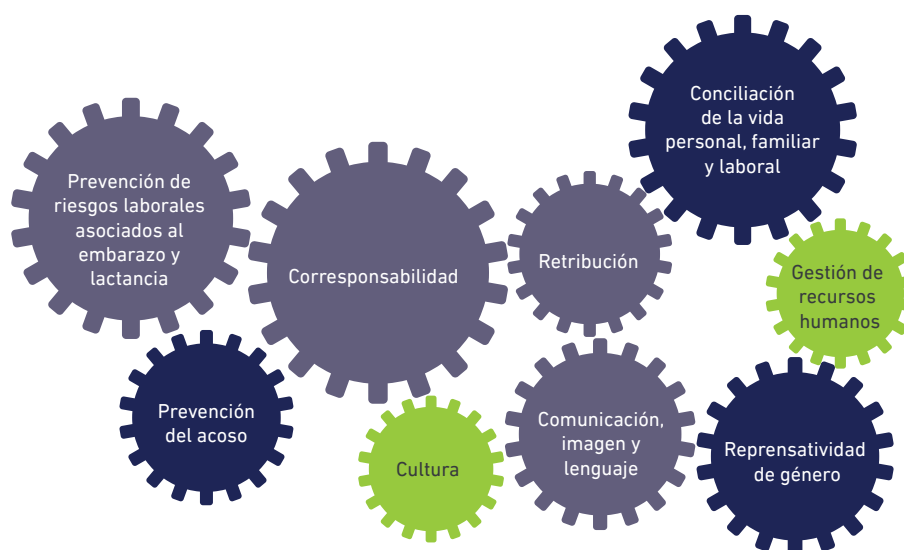 Conciliación
de la vida
personal, familiar
y laboral
Prevención de
riesgos laborales
asociados al
embarazo y
lactancia
Corresponsabilidad
Retribución
Gestión de
recursos
humanos
Prevención
del acoso
Cultura
Comunicación,
imagen y
lenguaje
Reprensatividad
de género